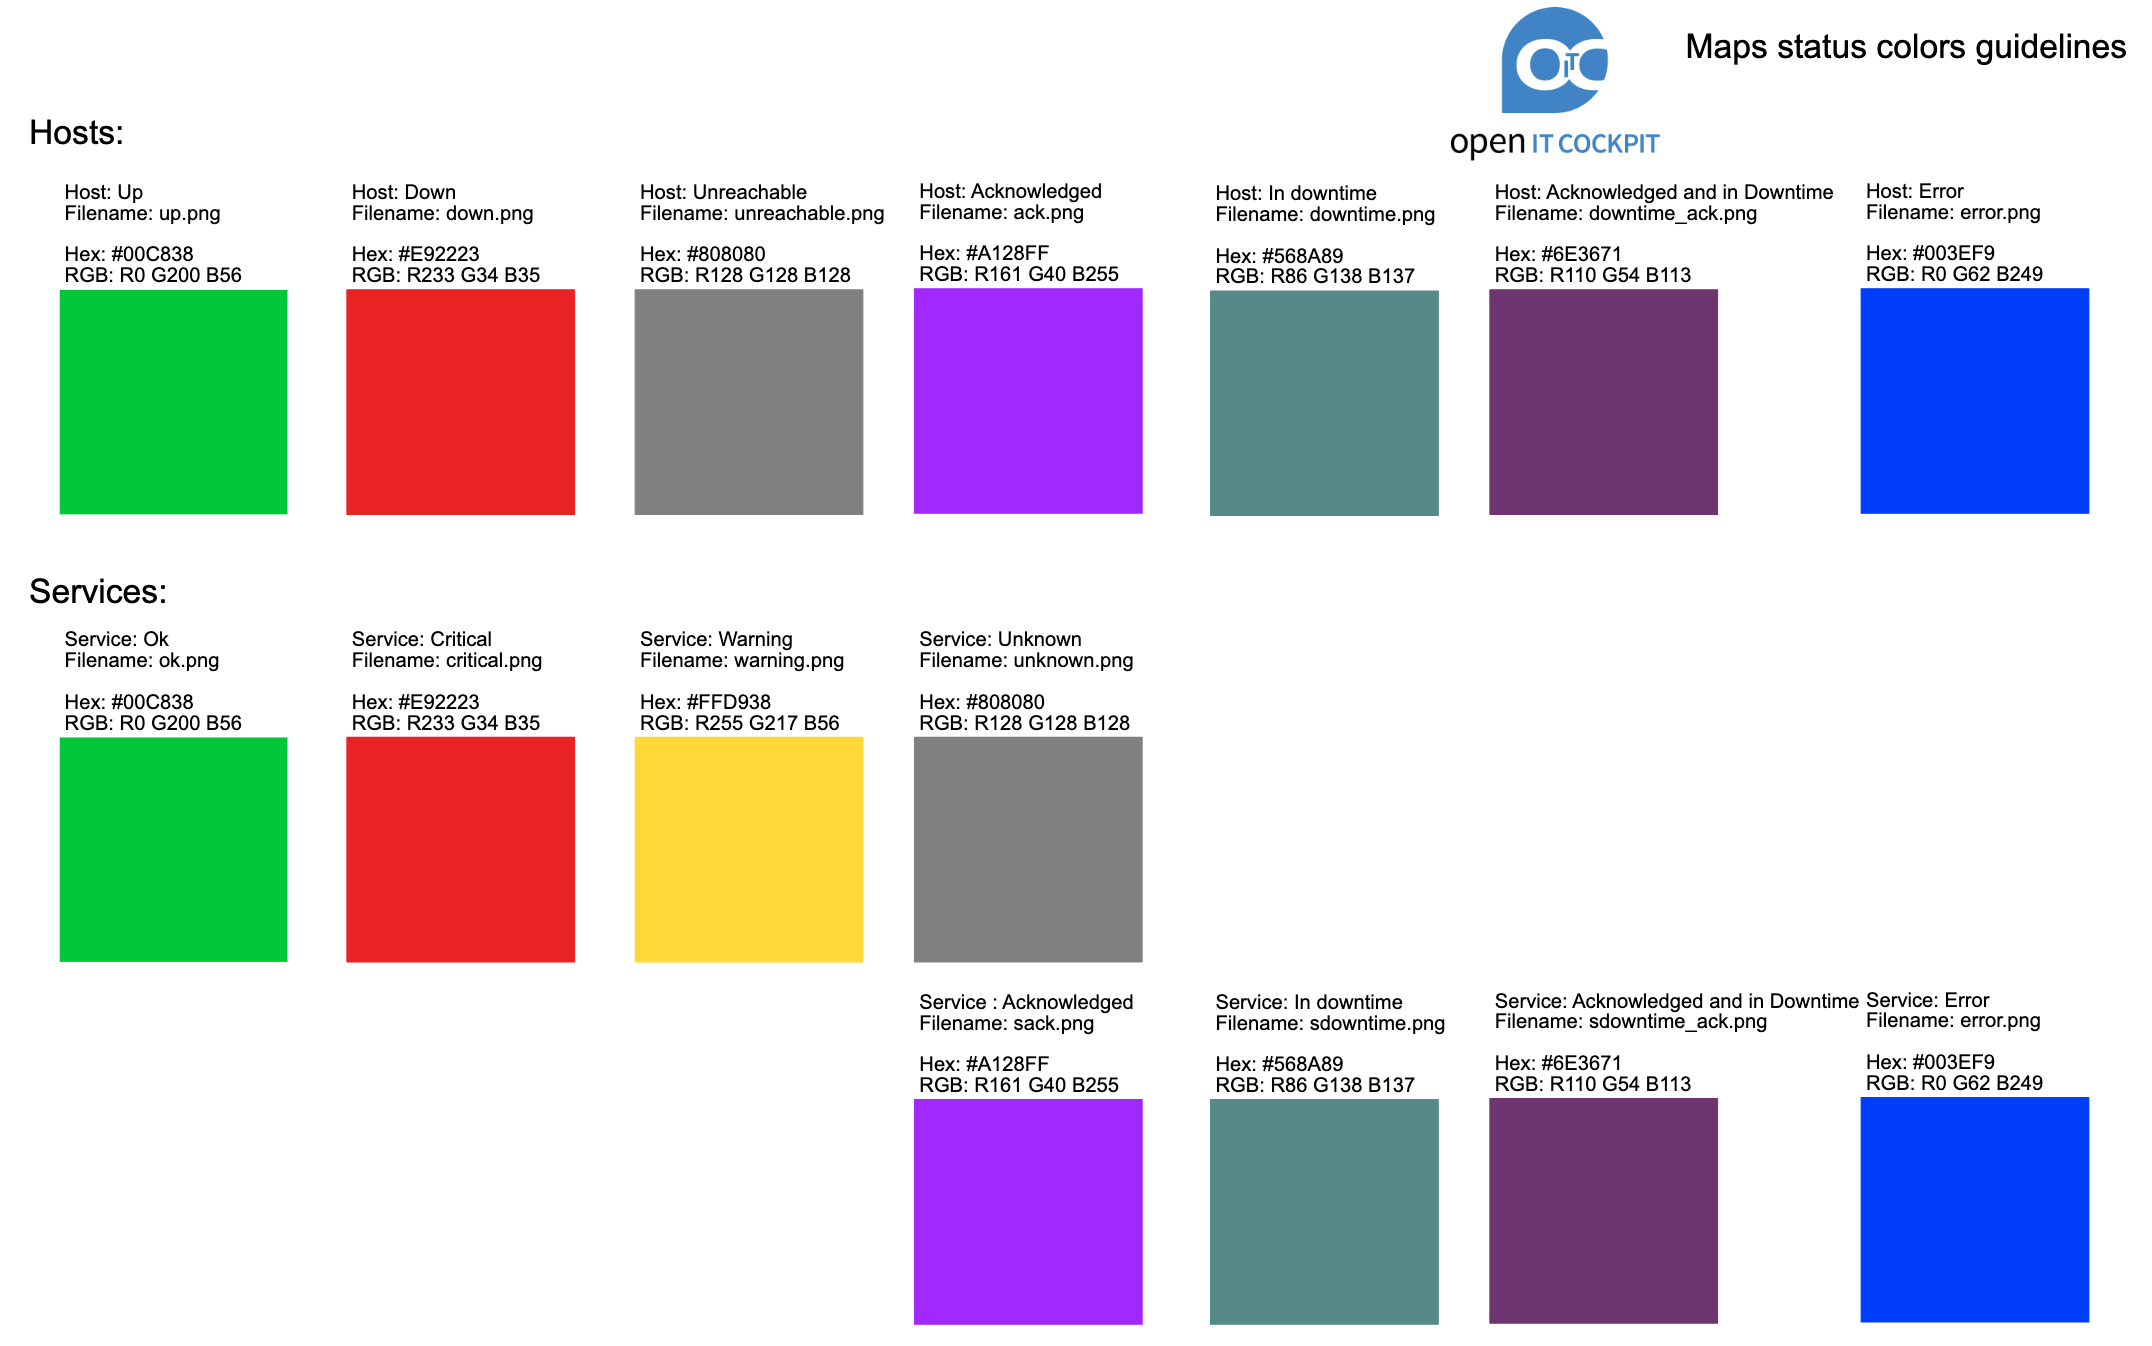 OiTC
open IT COCKPIT
Maps status colors guidelines
Hosts:
Host: Up
Filename: up.png
Hex: #00C838
RGB: R0 G200 B56
Host: Down
Filename: down.png
Hex: #E92223
RGB: R233 G34 B35
Host: Unreachable
Filename: unreachable.png
Hex: #808080
RGB: R128 G128 B128
Host: Acknowledged
Filename: ack.png
Hex: #A128FF
RGB: R161 G40 B255
Host: In downtime
Filename: downtime.png
Hex: #568A89
RGB: R86 G138 B137
Host: Acknowledged and in Downtime
Filename: downtime_ack.png
Hex: #6E3671
RGB: R110 G54 B113
Host: Error
Filename: error.png
Hex: #003EF9
RGB: R0 G62 B249
Services:
Service: Ok
Filename: ok.png
Hex: #00C838
RGB: R0 G200 B56
Service: Critical
Filename: critical.png
Hex: #E92223
RGB: R233 G34 B35
Service: Warning
Filename: warning.png
Hex: #FFD938
RGB: R255 G217 B56
Service: Unknown
Filename: unknown.png
Hex: #808080
RGB: R128 G128 B128
Service : Acknowledged
Filename: sack.png
Hex: #A128FF
RGB: R161 G40 B255
Service: In downtime
Filename: sdowntime.png
Hex: #568A89
RGB: R86 G138 B137
Service: Acknowledged and in Downtime
Filename: sdowntime_ack.png
Hex: #6E3671
RGB: R110 G54 B113
Service: Error
Filename: error.png
Hex: #003EF9
RGB: R0 G62 B249